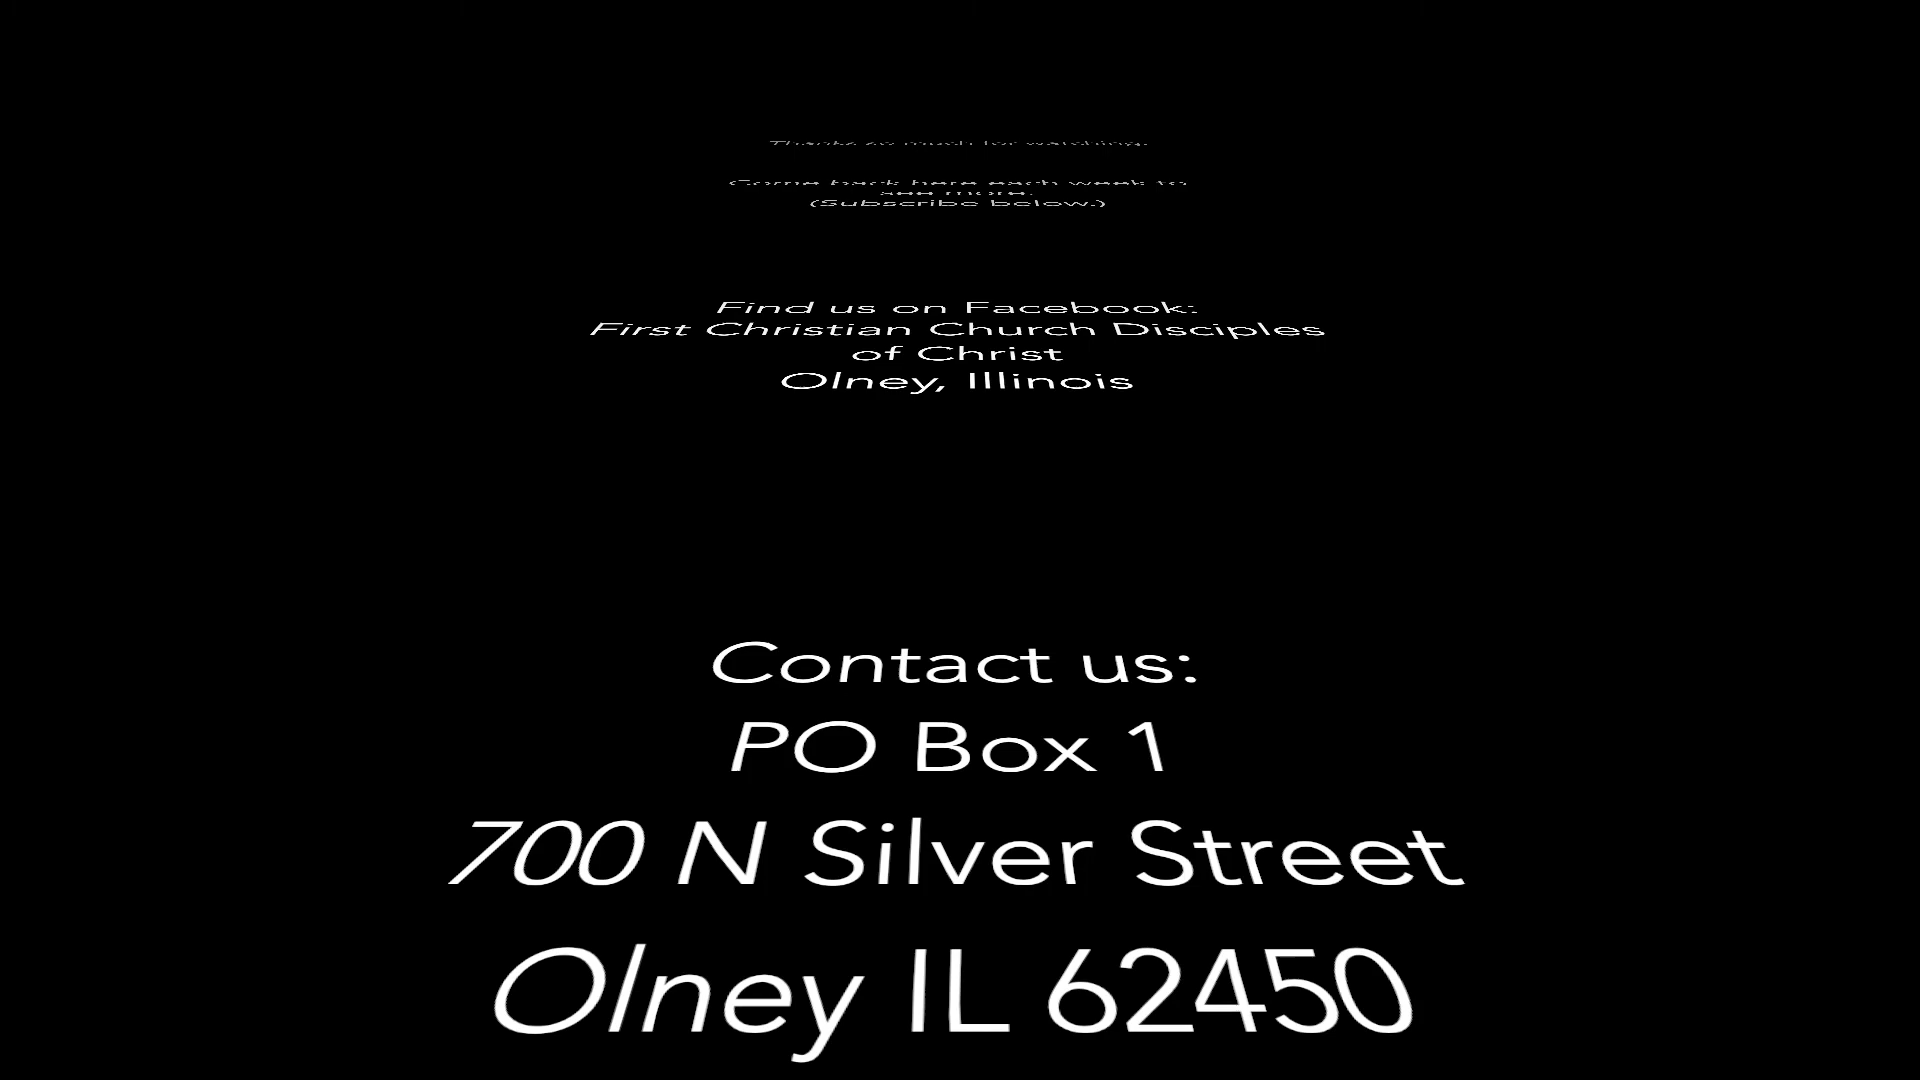 Thanks so much for watching.
Come back here each week to
see more.
(Subscribe below.)
Find us on Facebook:
First Christian Church Disciples
of Christ
Olney, Illinois
Contact us:
PO Box 1
700 N Silver Street
Olney IL 62450